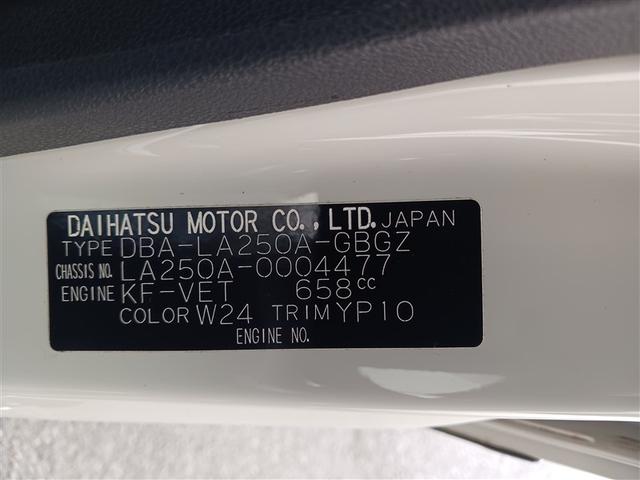 DAIHATSU MOTOR CO.,LTD. JAPAN
TYPE DBA-LA250A-GBGZ
CHASSIS NO. LA250A-0004477
ENGINE KF-VET 658cc
COLOR W24 TRIM YP10
ENGINE NO.